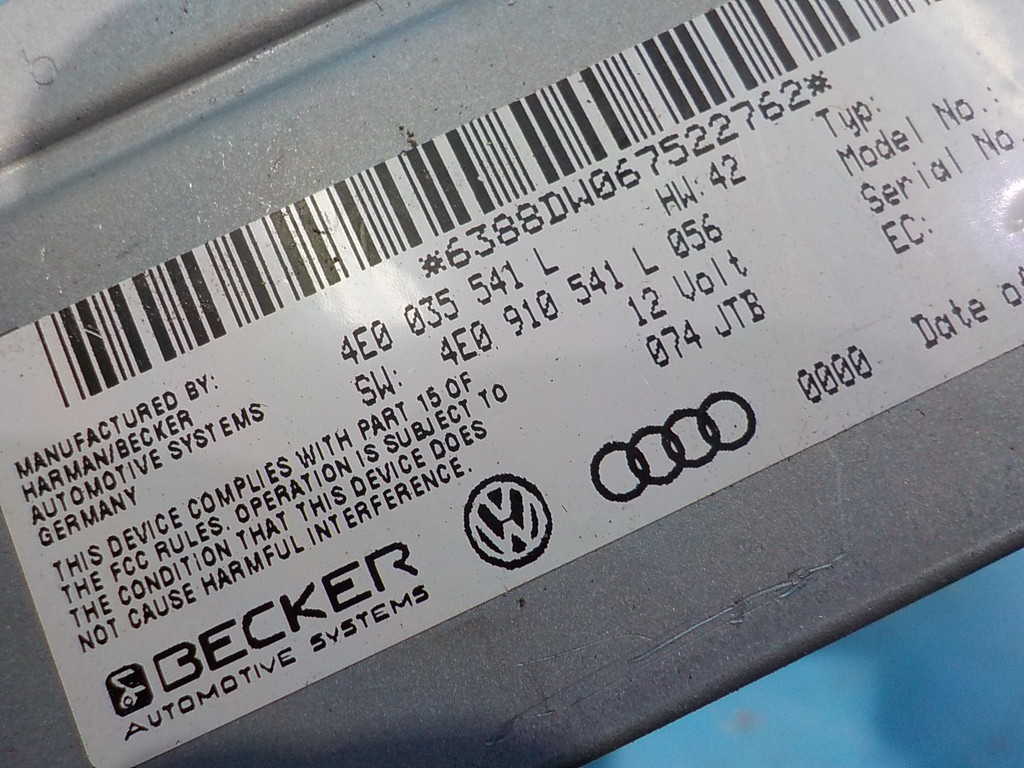 *6388DW067522762*
4E0 035 541 L HW: 42
SW: 4E0 910 541 L 056
12 Volt
074 JTB
Typ:
Model No.:
Serial No
EC:
0000 Date of
MANUFACTURED BY:
HARMAN/BECKER
AUTOMOTIVE SYSTEMS
GERMANY
THIS DEVICE COMPLIES WITH PART 15 OF
THE FCC RULES. OPERATION IS SUBJECT TO
THE CONDITION THAT THIS DEVICE DOES
NOT CAUSE HARMFUL INTERFERENCE.
BECKER
AUTOMOTIVE SYSTEMS